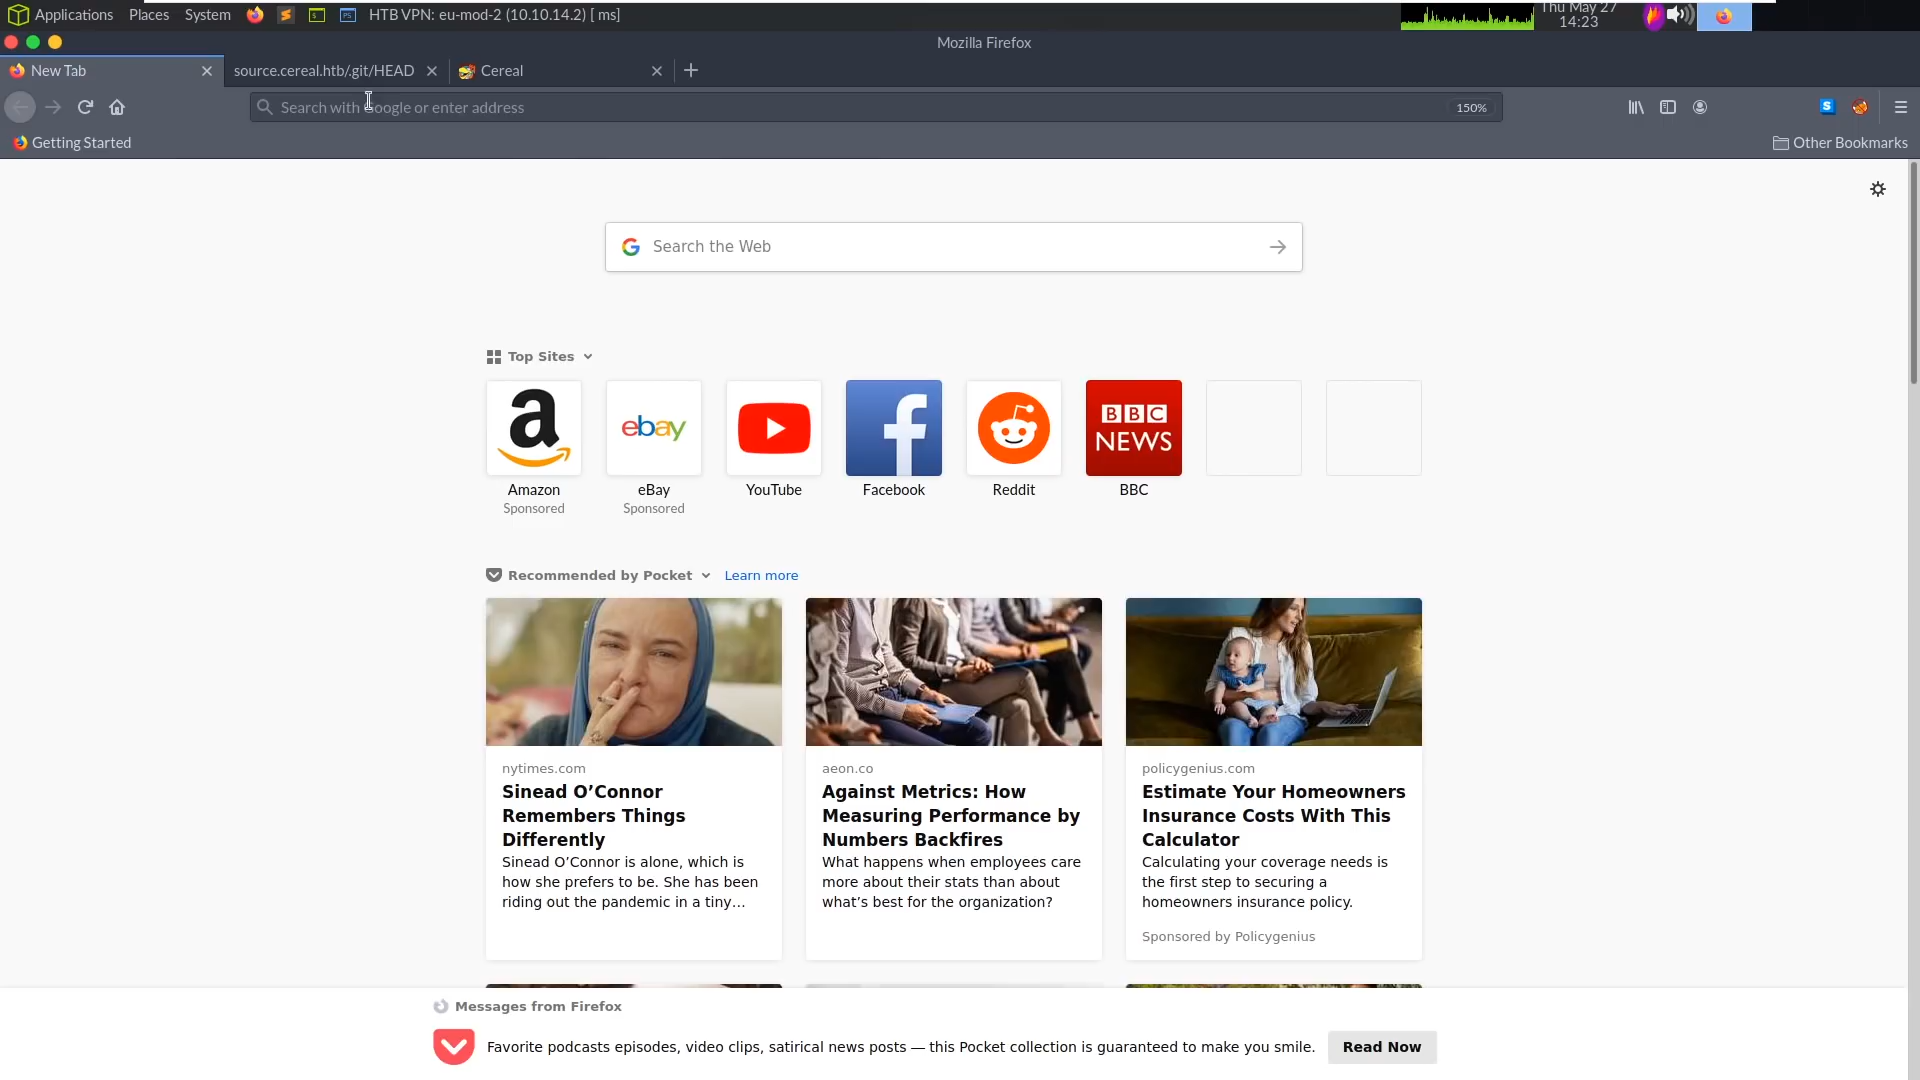 Applications Places System HTB VPN: eu-mod-2 (10.10.14.2) [ ms] Thu May 27
14:23
Mozilla Firefox
New Tab source.cereal.htb/.git/HEAD Cereal
Search with Google or enter address 150%
Getting Started Other Bookmarks
Search the Web
Top Sites
a ebay f BBC NEWS
Amazon eBay YouTube Facebook Reddit BBC
Sponsored Sponsored
Recommended by Pocket Learn more
nytimes.com
Sinead O’Connor
Remembers Things
Differently
Sinead O’Connor is alone, which is
how she prefers to be. She has been
riding out the pandemic in a tiny…
aeon.co
Against Metrics: How
Measuring Performance by
Numbers Backfires
What happens when employees care
more about their stats than about
what’s best for the organization?
policygenius.com
Estimate Your Homeowners
Insurance Costs With This
Calculator
Calculating your coverage needs is
the first step to securing a
homeowners insurance policy.
Sponsored by Policygenius
Messages from Firefox
Favorite podcasts episodes, video clips, satirical news posts — this Pocket collection is guaranteed to make you smile. Read Now